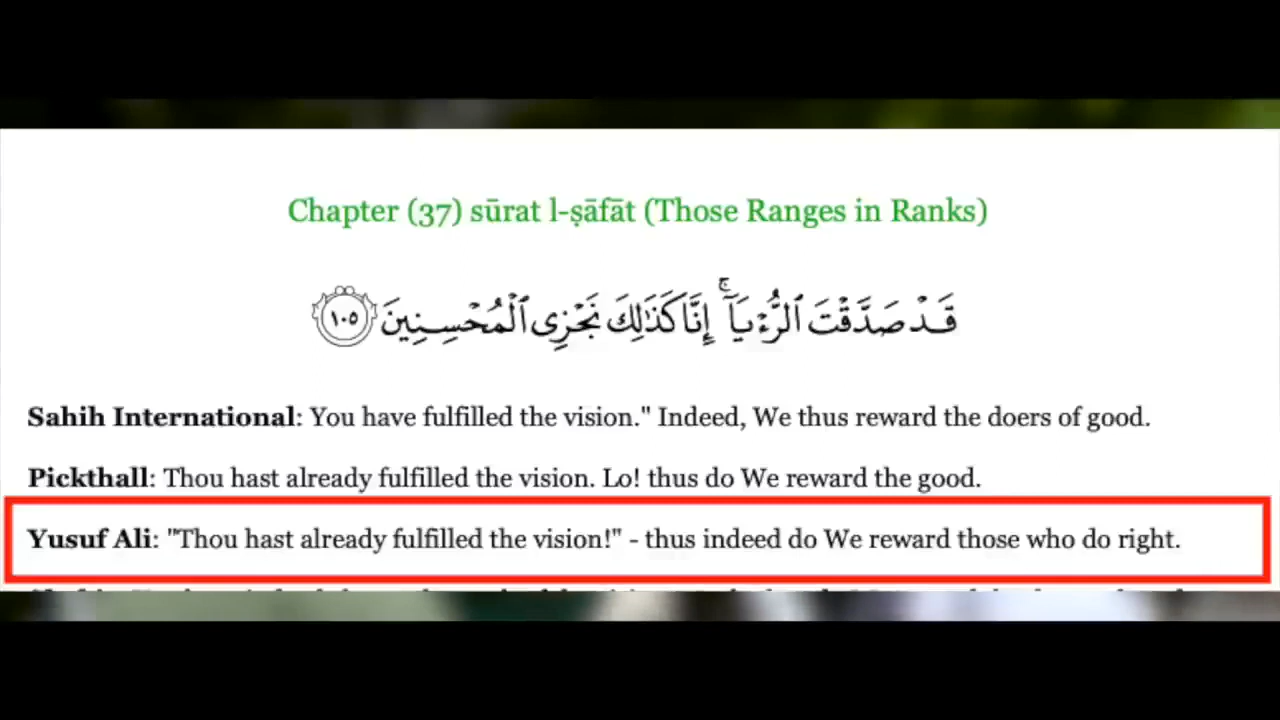 Chapter (37) sūrat l-ṣāfāt (Those Ranges in Ranks)
قَدْ صَدَّقْتَ ٱلرُّءْيَآ ۚ إِنَّا كَذَٰلِكَ نَجْزِى ٱلْمُحْسِنِينَ ١٠٥
Sahih International: You have fulfilled the vision." Indeed, We thus reward the doers of good.
Pickthall: Thou hast already fulfilled the vision. Lo! thus do We reward the good.
Yusuf Ali: "Thou hast already fulfilled the vision!" - thus indeed do We reward those who do right.